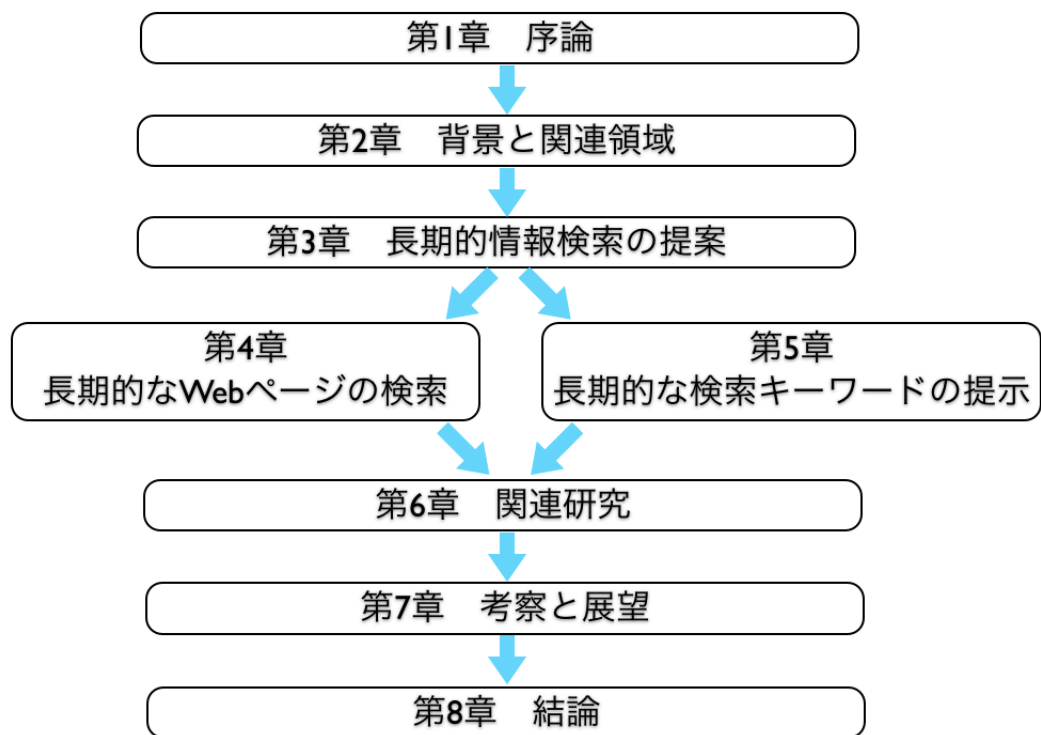 第1章　序論
第2章　背景と関連領域
第3章　長期的情報検索の提案
第4章
長期的なWebページの検索
第5章
長期的な検索キーワードの提示
第6章　関連研究
第7章　考察と展望
第8章　結論